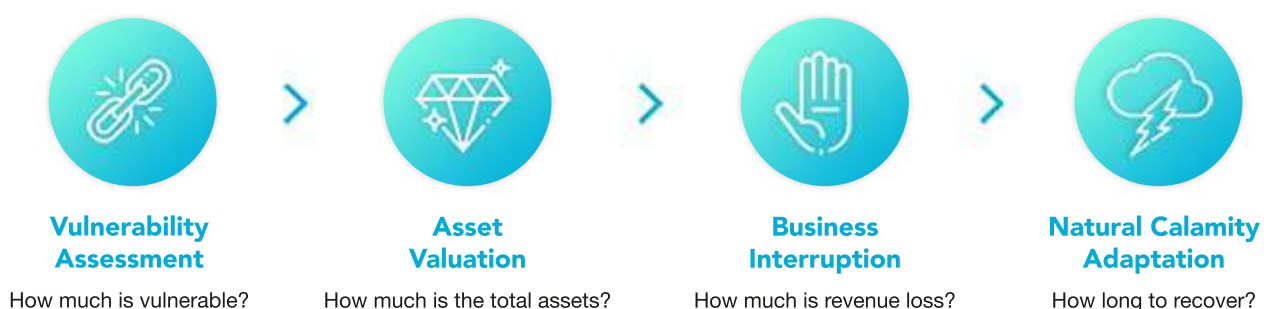 Vulnerability
Assessment
How much is vulnerable?
Asset
Valuation
How much is the total assets?
Business
Interruption
How much is revenue loss?
Natural Calamity
Adaptation
How long to recover?